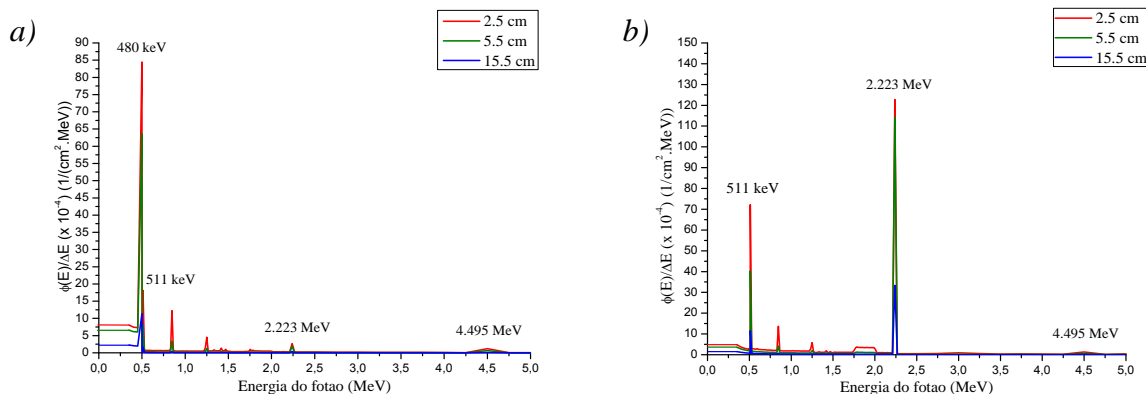 a)
2.5 cm
5.5 cm
15.5 cm
480 keV
511 keV
2.223 MeV
4.495 MeV
90
85
80
75
70
65
60
55
50
45
40
35
30
25
20
15
10
5
0
ϕ(E)/ΔE (x 10⁻⁴) (1/(cm².MeV))
0,0 0,5 1,0 1,5 2,0 2,5 3,0 3,5 4,0 4,5 5,0
Energia do fotao (MeV)
b)
2.5 cm
5.5 cm
15.5 cm
2.223 MeV
511 keV
4.495 MeV
150
140
130
120
110
100
90
80
70
60
50
40
30
20
10
0
ϕ(E)/ΔE (x 10⁻⁴) (1/cm².MeV)
0,0 0,5 1,0 1,5 2,0 2,5 3,0 3,5 4,0 4,5 5,0
Energia do fotao (MeV)